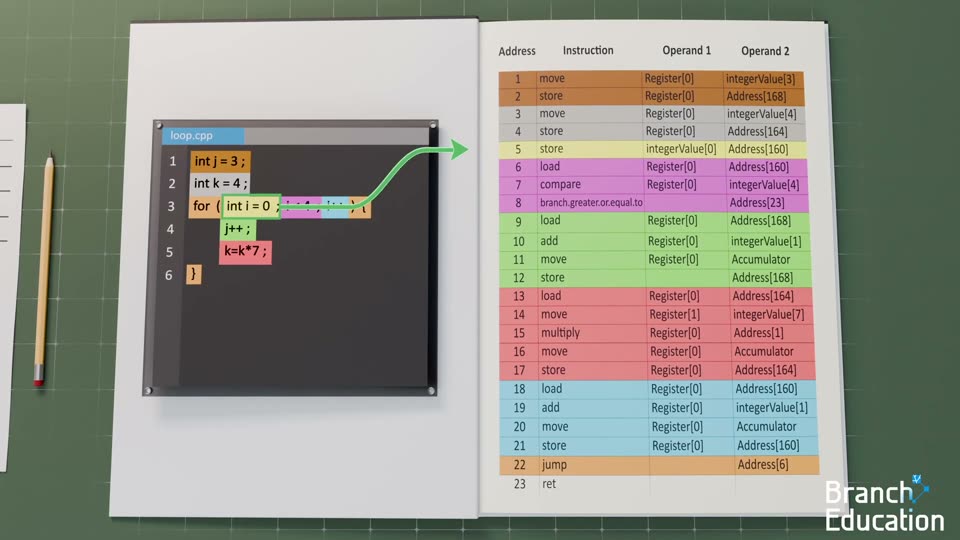 loop.cpp
1 int j = 3 ;
2 int k = 4 ;
3 for ( int i = 0 ; ) {
4 j++ ;
5 k=k*7 ;
6 }
Address Instruction Operand 1 Operand 2
1 move Register[0] integerValue[3]
2 store Register[0] Address[168]
3 move Register[0] integerValue[4]
4 store Register[0] Address[164]
5 store integerValue[0] Address[160]
6 load Register[0] Address[160]
7 compare Register[0] integerValue[4]
8 branch.greater.or.equal.to Address[23]
9 load Register[0] Address[168]
10 add Register[0] integerValue[1]
11 move Register[0] Accumulator
12 store Address[168]
13 load Register[0] Address[164]
14 move Register[1] integerValue[7]
15 multiply Register[0] Address[1]
16 move Register[0] Accumulator
17 store Register[0] Address[164]
18 load Register[0] Address[160]
19 add Register[0] integerValue[1]
20 move Register[0] Accumulator
21 store Register[0] Address[160]
22 jump Address[6]
23 ret
Branch
Education